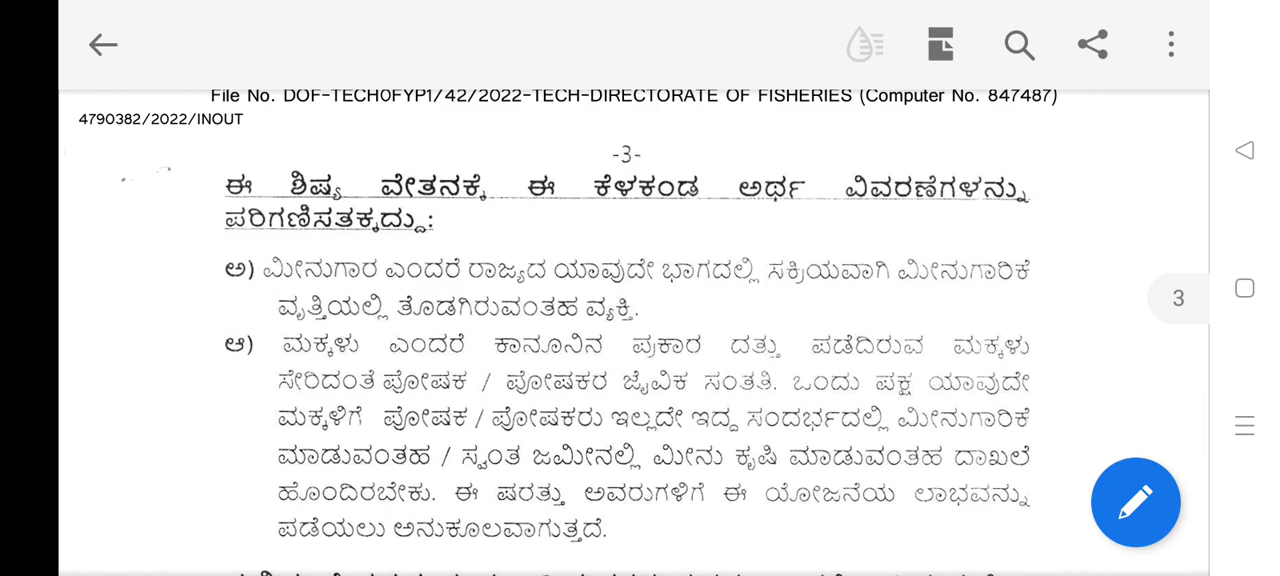 File No. DOF-TECH0FYP1/42/2022-TECH-DIRECTORATE OF FISHERIES (Computer No. 847487)
4790382/2022/INOUT
-3-
ಈ ಶಿಷ್ಯ ವೇತನಕ್ಕೆ ಈ ಕೆಳಕಂಡ ಅರ್ಥ ವಿವರಣೆಗಳನ್ನು
ಪರಿಗಣಿಸತಕ್ಕದ್ದು:
ಅ) ಮೀನುಗಾರ ಎಂದರೆ ರಾಜ್ಯದ ಯಾವುದೇ ಭಾಗದಲ್ಲಿ ಸಕ್ರಿಯವಾಗಿ ಮೀನುಗಾರಿಕೆ
ವೃತ್ತಿಯಲ್ಲಿ ತೊಡಗಿರುವಂತಹ ವ್ಯಕ್ತಿ.
3
ಆ) ಮಕ್ಕಳು ಎಂದರೆ ಕಾನೂನಿನ ಪ್ರಕಾರ ದತ್ತು ಪಡೆದಿರುವ ಮಕ್ಕಳು
ಸೇರಿದಂತೆ ಪೋಷಕ / ಪೋಷಕರ ಜೈವಿಕ ಸಂತತಿ. ಒಂದು ಪಕ್ಷ ಯಾವುದೇ
ಮಕ್ಕಳಿಗೆ ಪೋಷಕ / ಪೋಷಕರು ಇಲ್ಲದೇ ಇದ್ದ ಸಂದರ್ಭದಲ್ಲಿ ಮೀನುಗಾರಿಕೆ
ಮಾಡುವಂತಹ / ಸ್ವಂತ ಜಮೀನಲ್ಲಿ ಮೀನು ಕೃಷಿ ಮಾಡುವಂತಹ ದಾಖಲೆ
ಹೊಂದಿರಬೇಕು. ಈ ಷರತ್ತು ಅವರುಗಳಿಗೆ ಈ ಯೋಜನೆಯ ಲಾಭವನ್ನು
ಪಡೆಯಲು ಅನುಕೂಲವಾಗುತ್ತದೆ.